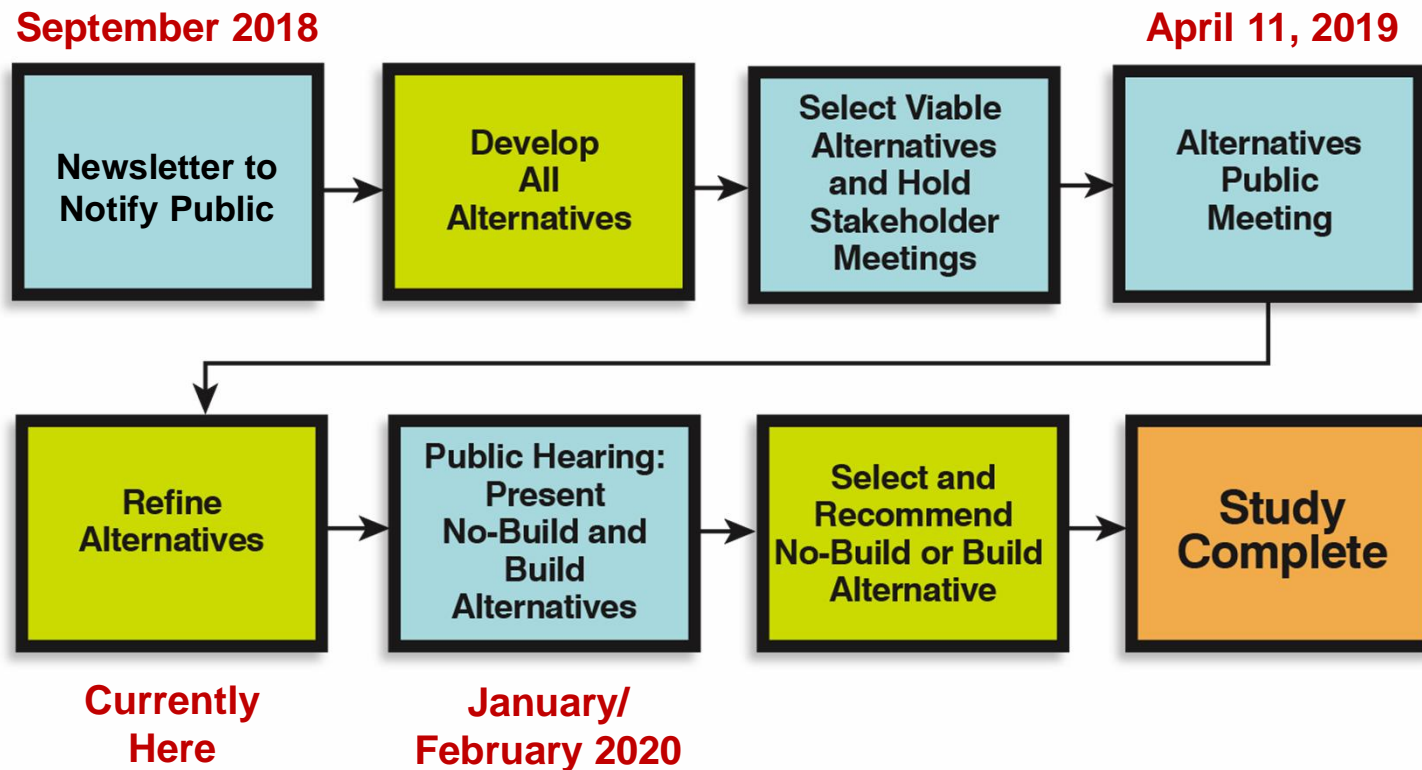 September 2018
April 11, 2019
Newsletter to
Notify Public
Develop
All
Alternatives
Select Viable
Alternatives
and Hold
Stakeholder
Meetings
Alternatives
Public
Meeting
Refine
Alternatives
Public Hearing:
Present
No-Build and
Build
Alternatives
Select and
Recommend
No-Build or Build
Alternative
Study
Complete
Currently
Here
January/
February 2020